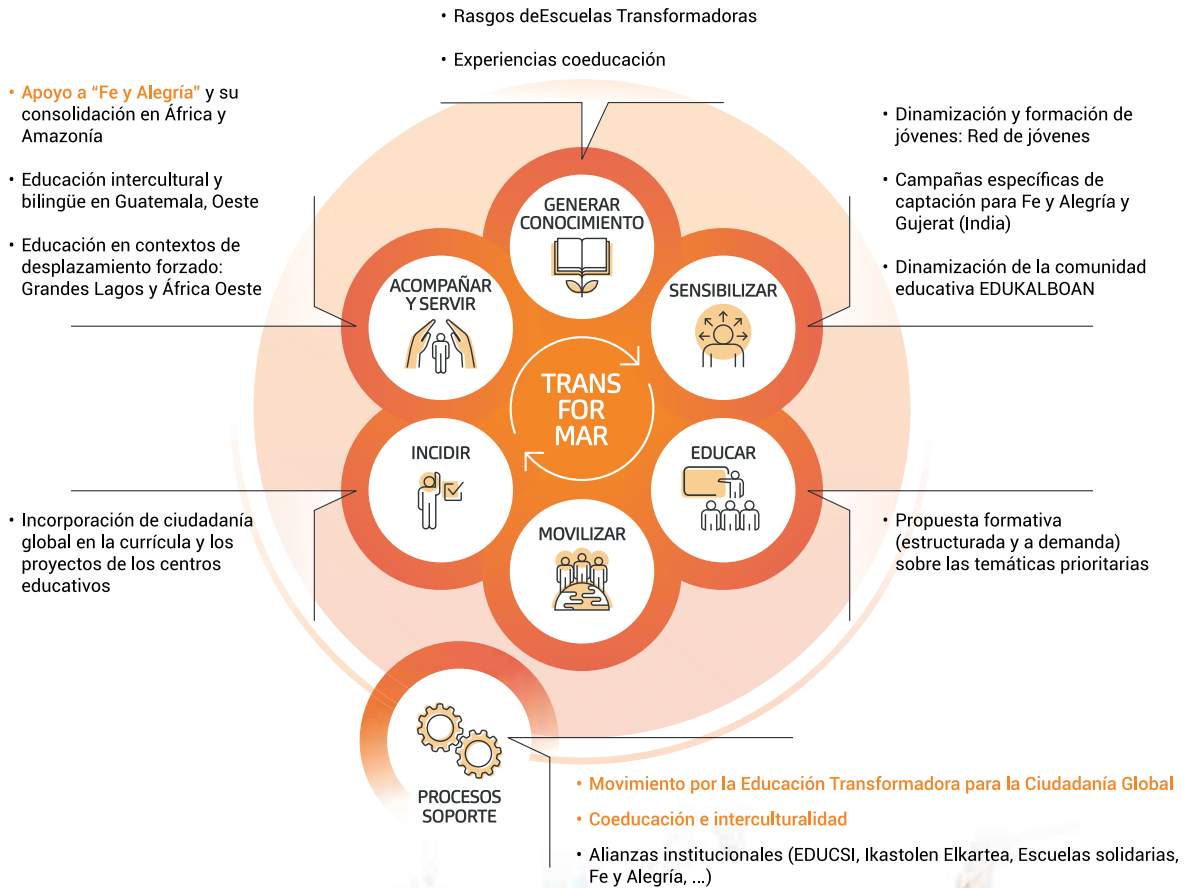 • Rasgos deEscuelas Transformadoras
• Experiencias coeducación
• Apoyo a “Fe y Alegría” y su
consolidación en África y
Amazonía
• Educación intercultural y
bilingüe en Guatemala, Oeste
• Educación en contextos de
desplazamiento forzado:
Grandes Lagos y África Oeste
• Dinamización y formación de
jóvenes: Red de jóvenes
• Campañas específicas de
captación para Fe y Alegría y
Gujerat (India)
• Dinamización de la comunidad
educativa EDUKALBOAN
GENERAR
CONOCIMIENTO
ACOMPAÑAR
Y SERVIR
SENSIBILIZAR
TRANS
FOR
MAR
INCIDIR
EDUCAR
MOVILIZAR
• Incorporación de ciudadanía
global en la currícula y los
proyectos de los centros
educativos
• Propuesta formativa
(estructurada y a demanda)
sobre las temáticas prioritarias
PROCESOS
SOPORTE
• Movimiento por la Educación Transformadora para la Ciudadanía Global
• Coeducación e interculturalidad
• Alianzas institucionales (EDUCSI, Ikastolen Elkartea, Escuelas solidarias,
Fe y Alegría, ...)